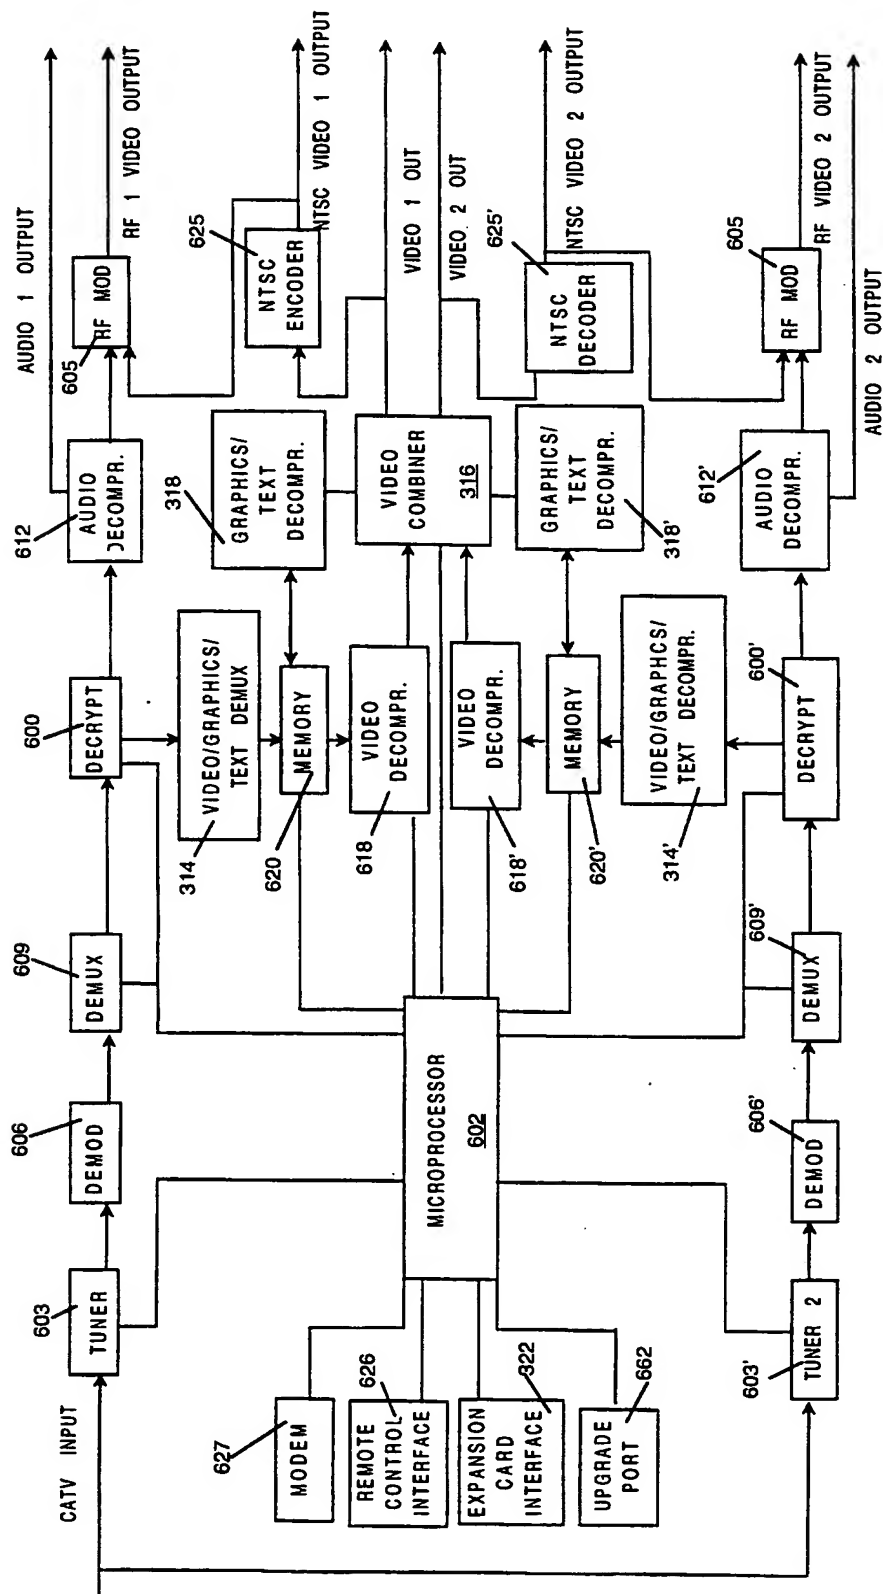 AUDIO 1 OUTPUT
RF 1 VIDEO OUTPUT
NTSC VIDEO 1 OUTPUT
VIDEO 1 OUT
VIDEO 2 OUT
NTSC VIDEO 2 OUTPUT
RF VIDEO 2 OUTPUT
AUDIO 2 OUTPUT
605
RF MOD
625
NTSC
ENCODER
625'
NTSC
DECODER
605
RF MOD
612
AUDIO
DECOMPR.
318
GRAPHICS/
TEXT
DECOMPR.
VIDEO
COMBINER
316
GRAPHICS/
TEXT
DECOMPR.
318'
612'
AUDIO
DECOMPR.
600
DECRYPT
VIDEO/GRAPHICS/
TEXT DEMUX
314
MEMORY
620
VIDEO
DECOMPR.
618
VIDEO
DECOMPR.
618'
MEMORY
620'
VIDEO/GRAPHICS/
TEXT DECOMPR.
314'
600'
DECRYPT
609
DEMUX
609'
DEMUX
606
DEMOD
MICROPROCESSOR
602
606'
DEMOD
603
TUNER
603'
TUNER 2
CATV INPUT
627
MODEM
626
REMOTE
CONTROL
INTERFACE
322
EXPANSION
CARD
INTERFACE
662
UPGRADE
PORT